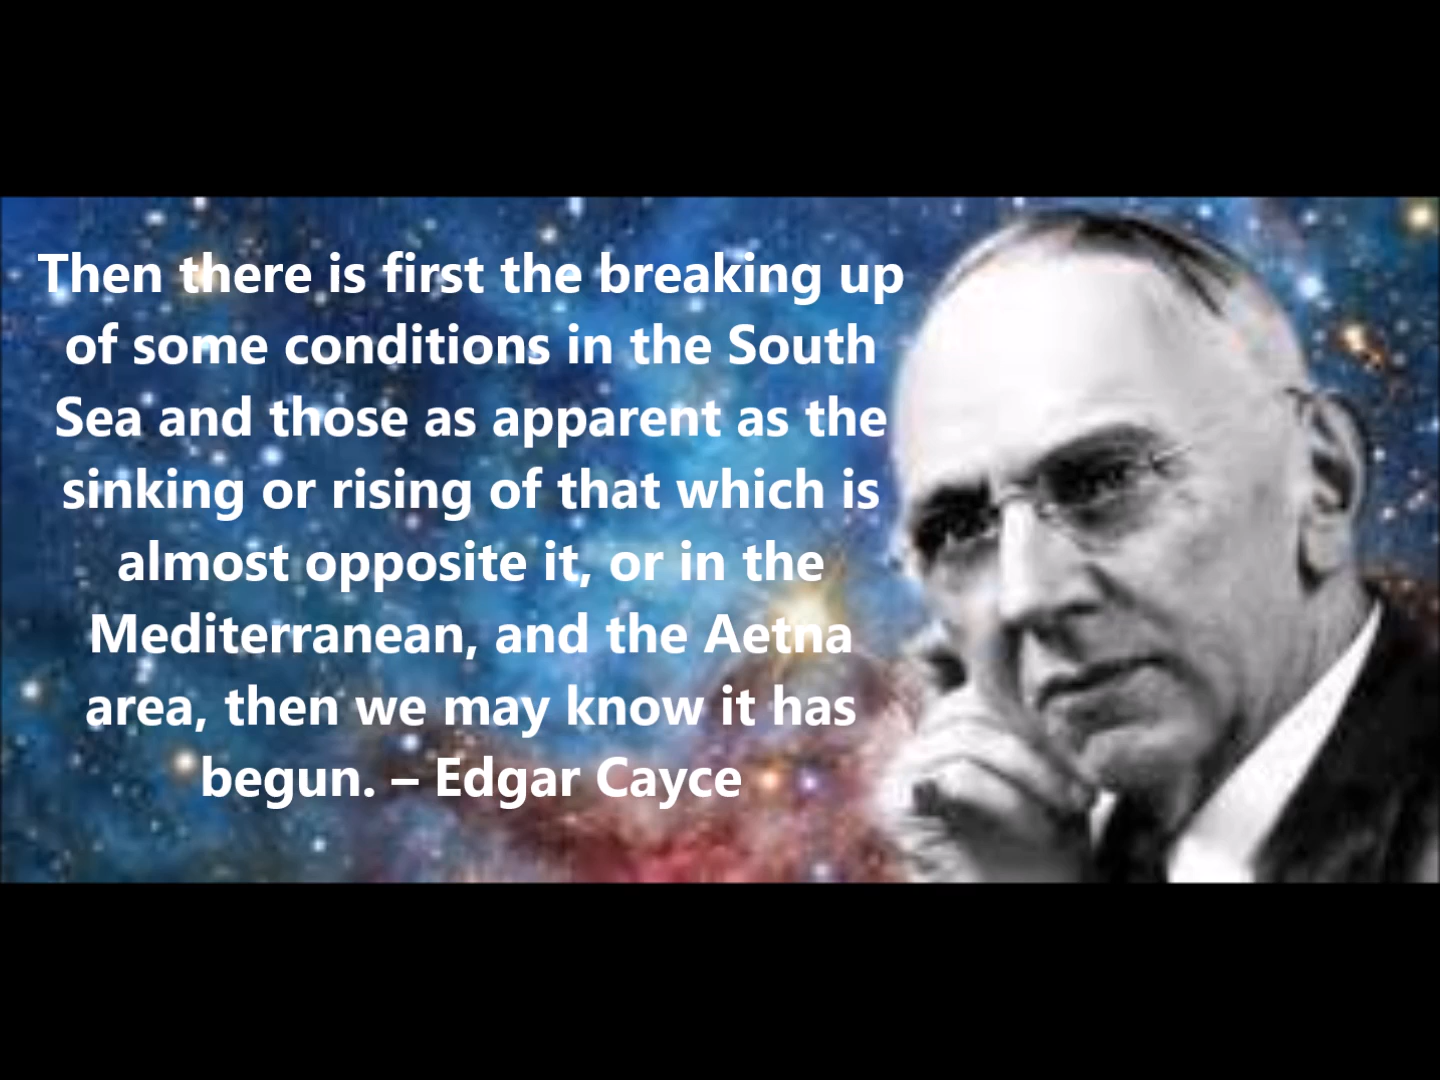 Then there is first the breaking up
of some conditions in the South
Sea and those as apparent as the
sinking or rising of that which is
almost opposite it, or in the
Mediterranean, and the Aetna
area, then we may know it has
begun. – Edgar Cayce